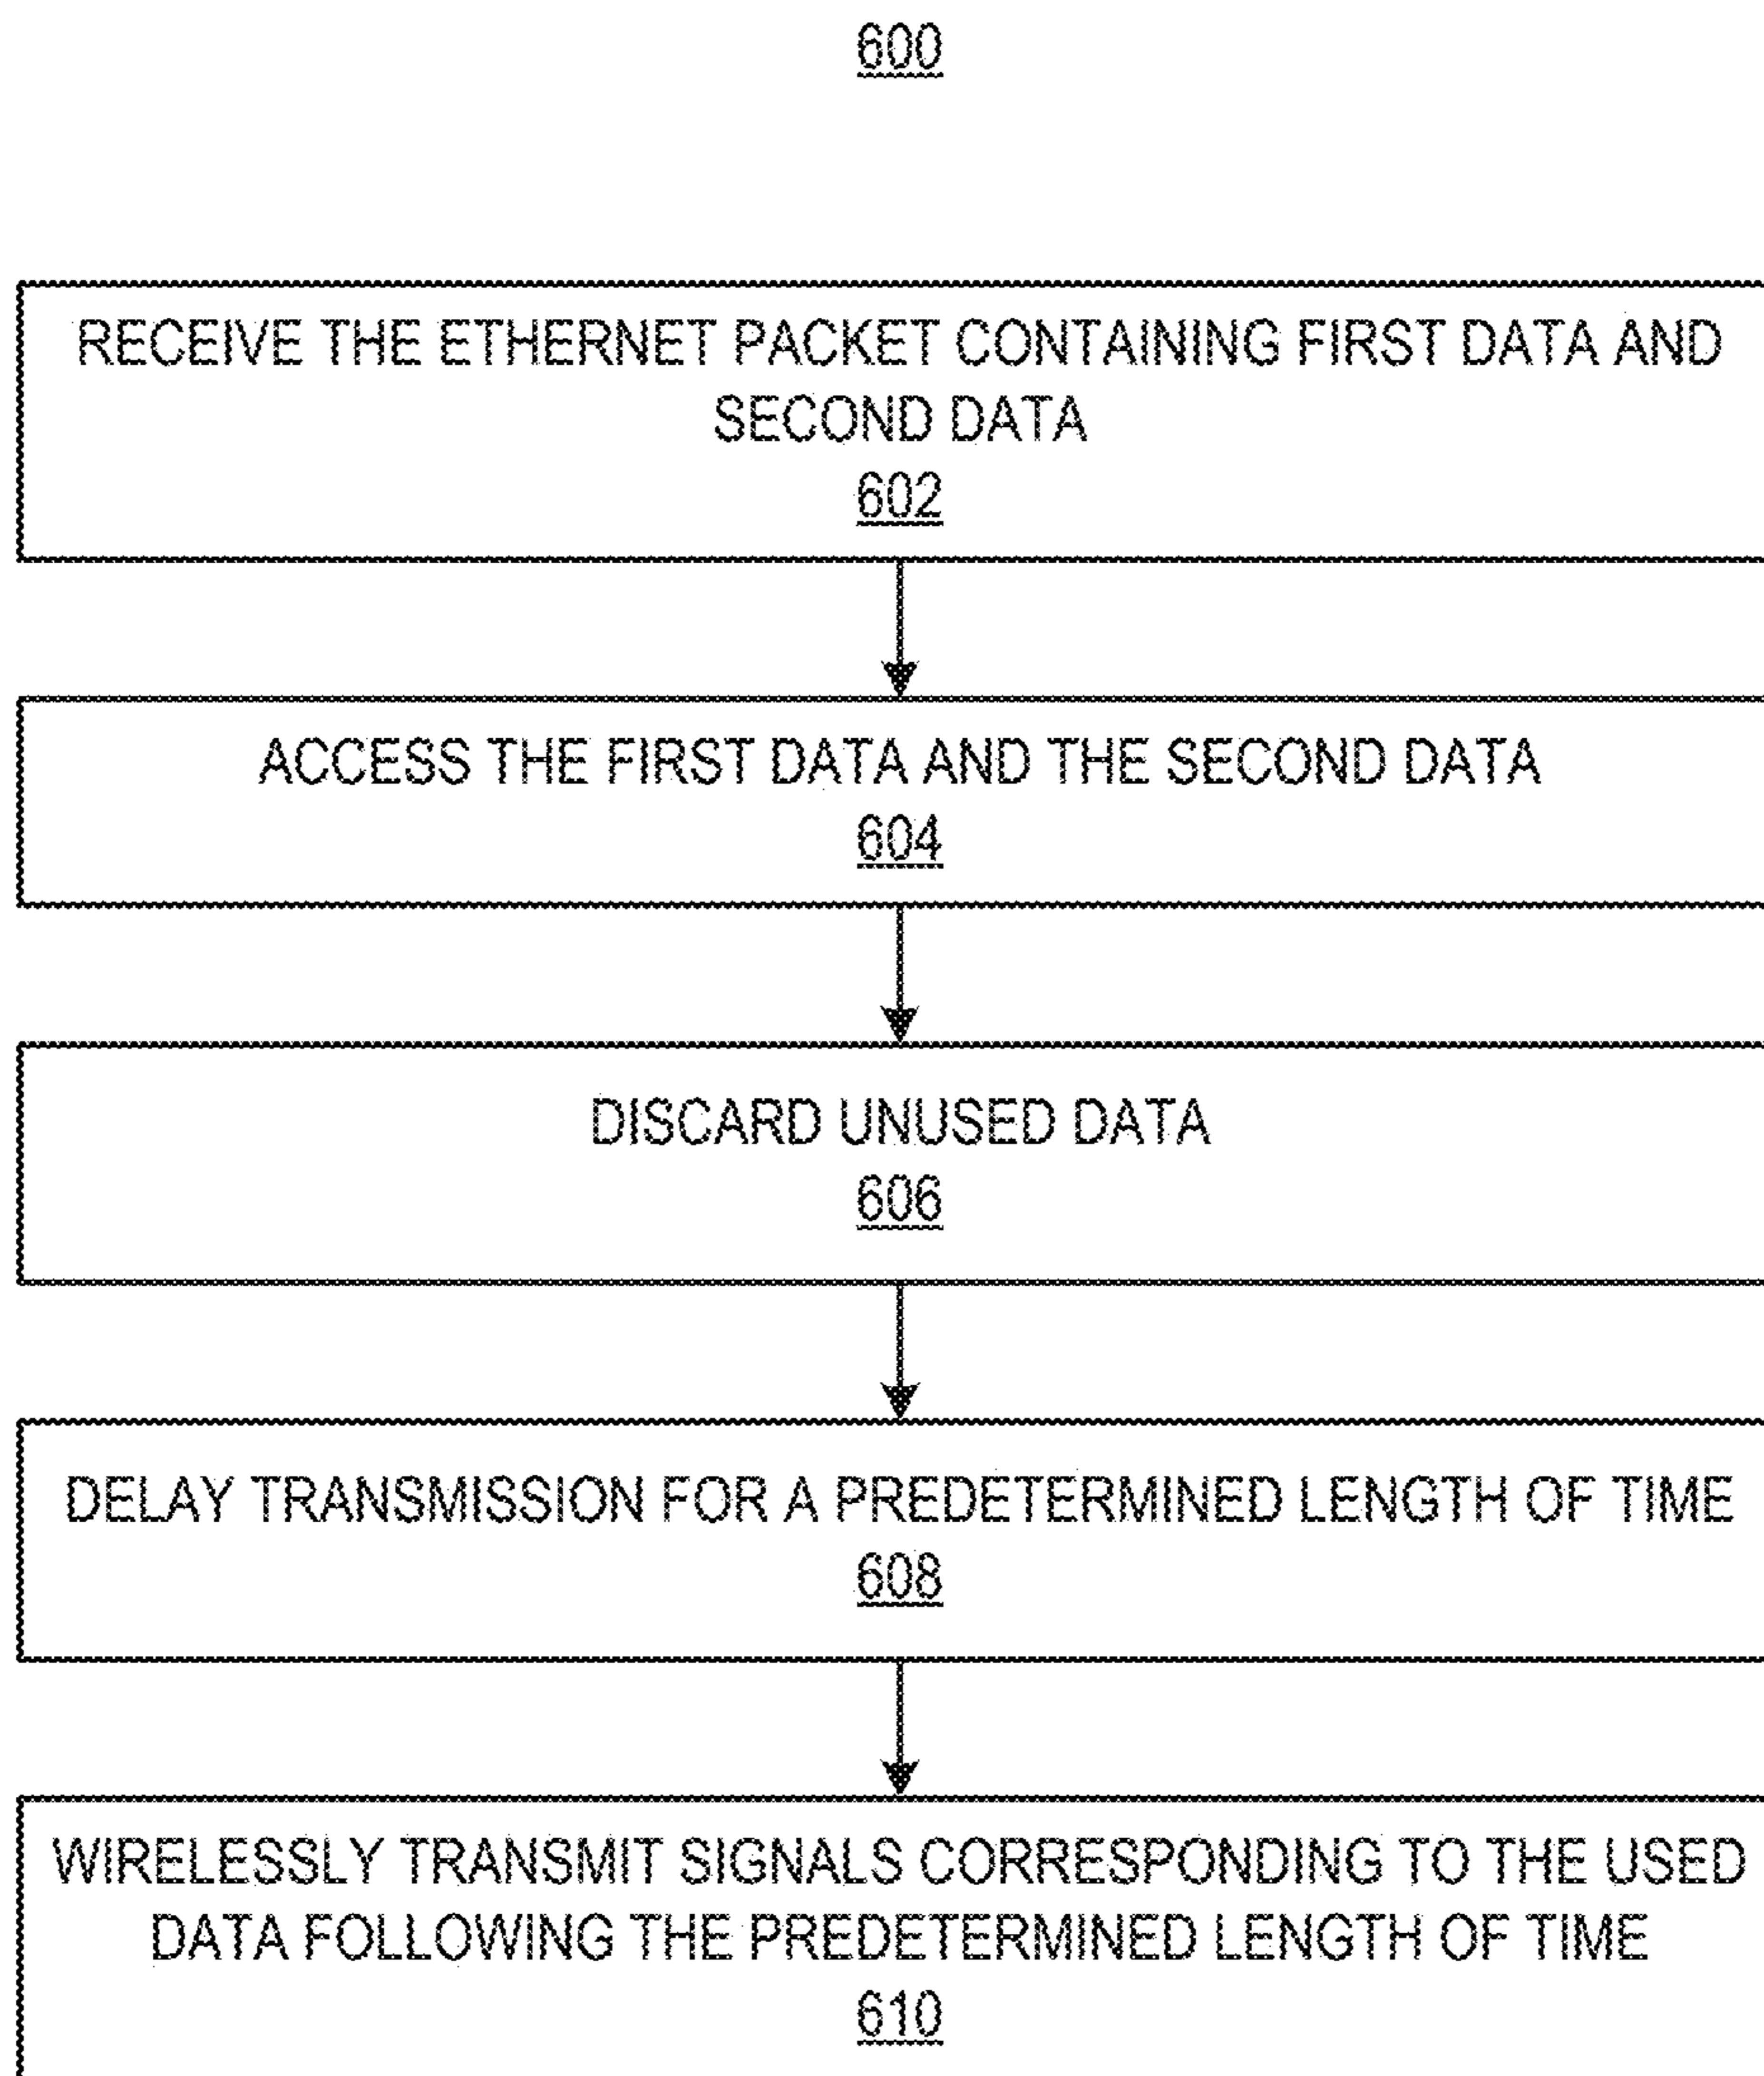 600
RECEIVE THE ETHERNET PACKET CONTAINING FIRST DATA AND
SECOND DATA
602
ACCESS THE FIRST DATA AND THE SECOND DATA
604
DISCARD UNUSED DATA
606
DELAY TRANSMISSION FOR A PREDETERMINED LENGTH OF TIME
608
WIRELESSLY TRANSMIT SIGNALS CORRESPONDING TO THE USED
DATA FOLLOWING THE PREDETERMINED LENGTH OF TIME
610